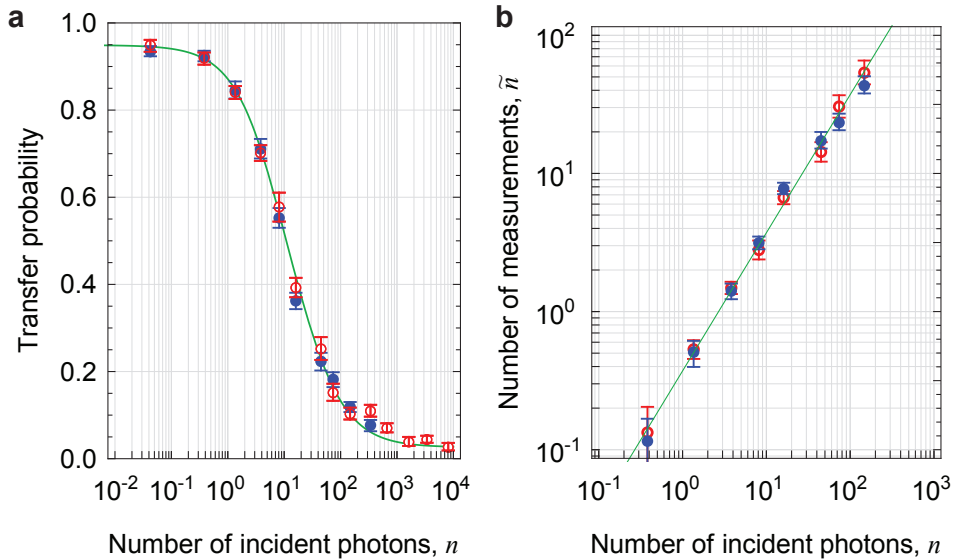 a
Transfer probability
1.0
0.8
0.6
0.4
0.2
0.0
10⁻² 10⁻¹ 10⁰ 10¹ 10² 10³ 10⁴
Number of incident photons, n
b
Number of measurements, ñ
10²
10¹
10⁰
10⁻¹
10⁻¹ 10⁰ 10¹ 10² 10³
Number of incident photons, n